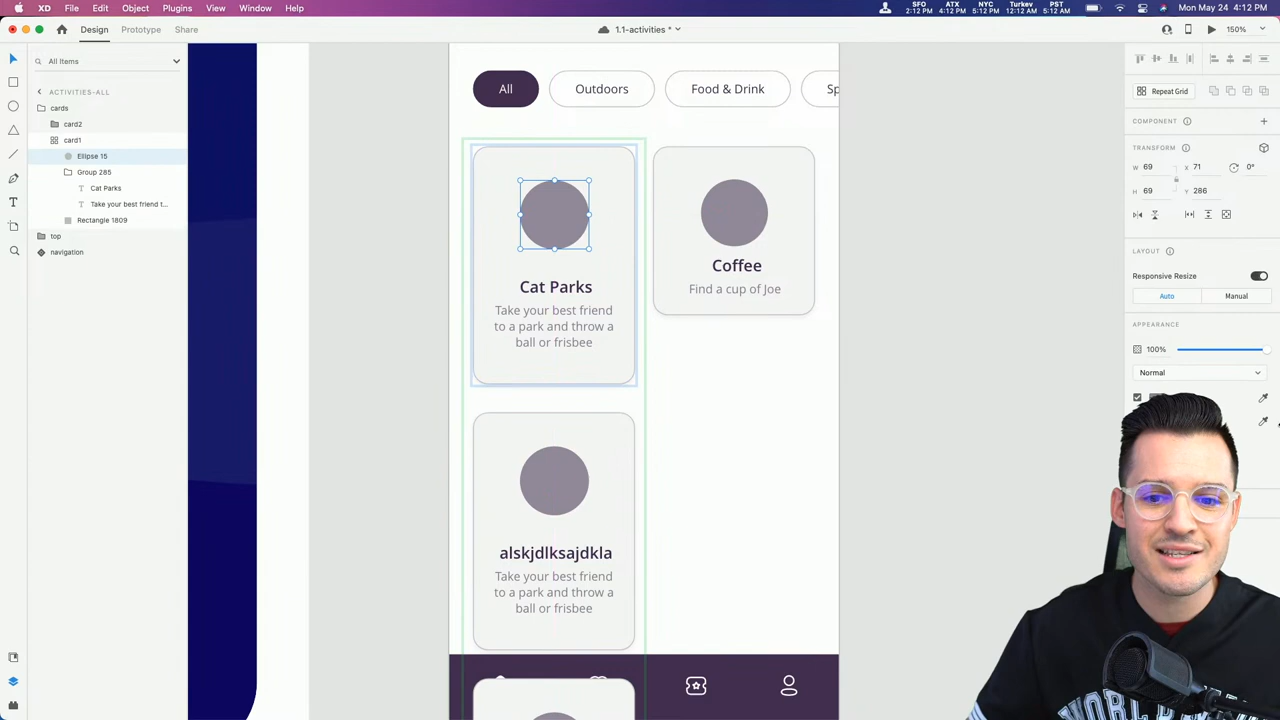 XD File Edit Object Plugins View Window Help
SFO ATX NYC Turkey PST
2:12 PM 4:12 PM 5:12 PM 12:12 AM 5:12 AM
Mon May 24 4:12 PM
Design Prototype Share
1.1-activities *
150%
All Items
ACTIVITIES-ALL
cards
card2
card1
Ellipse 15
Group 285
Cat Parks
Take your best friend t...
Rectangle 1809
top
navigation
All
Outdoors
Food & Drink
Sp
Cat Parks
Take your best friend
to a park and throw a
ball or frisbee
Coffee
Find a cup of Joe
alskjdlksajdkla
Take your best friend
to a park and throw a
ball or frisbee
Repeat Grid
COMPONENT
TRANSFORM
W 69 X 71 0°
H 69 Y 286
LAYOUT
Responsive Resize
Auto Manual
APPEARANCE
100%
Normal